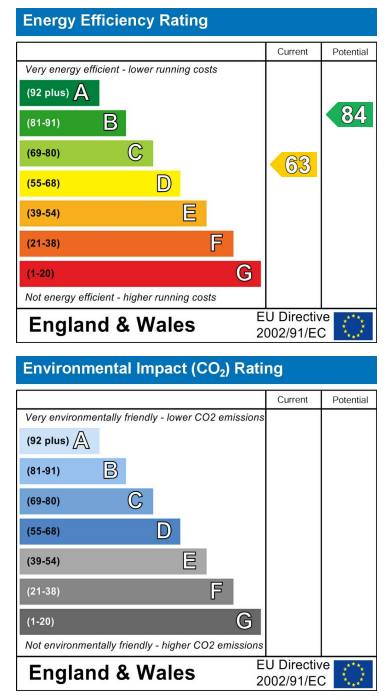 Energy Efficiency Rating
Current Potential
Very energy efficient - lower running costs
(92 plus) A
(81-91) B
(69-80) C
(55-68) D
(39-54) E
(21-38) F
(1-20) G
84
63
Not energy efficient - higher running costs
England & Wales
EU Directive
2002/91/EC
Environmental Impact (CO₂) Rating
Current Potential
Very environmentally friendly - lower CO2 emissions
(92 plus) A
(81-91) B
(69-80) C
(55-68) D
(39-54) E
(21-38) F
(1-20) G
Not environmentally friendly - higher CO2 emissions
England & Wales
EU Directive
2002/91/EC